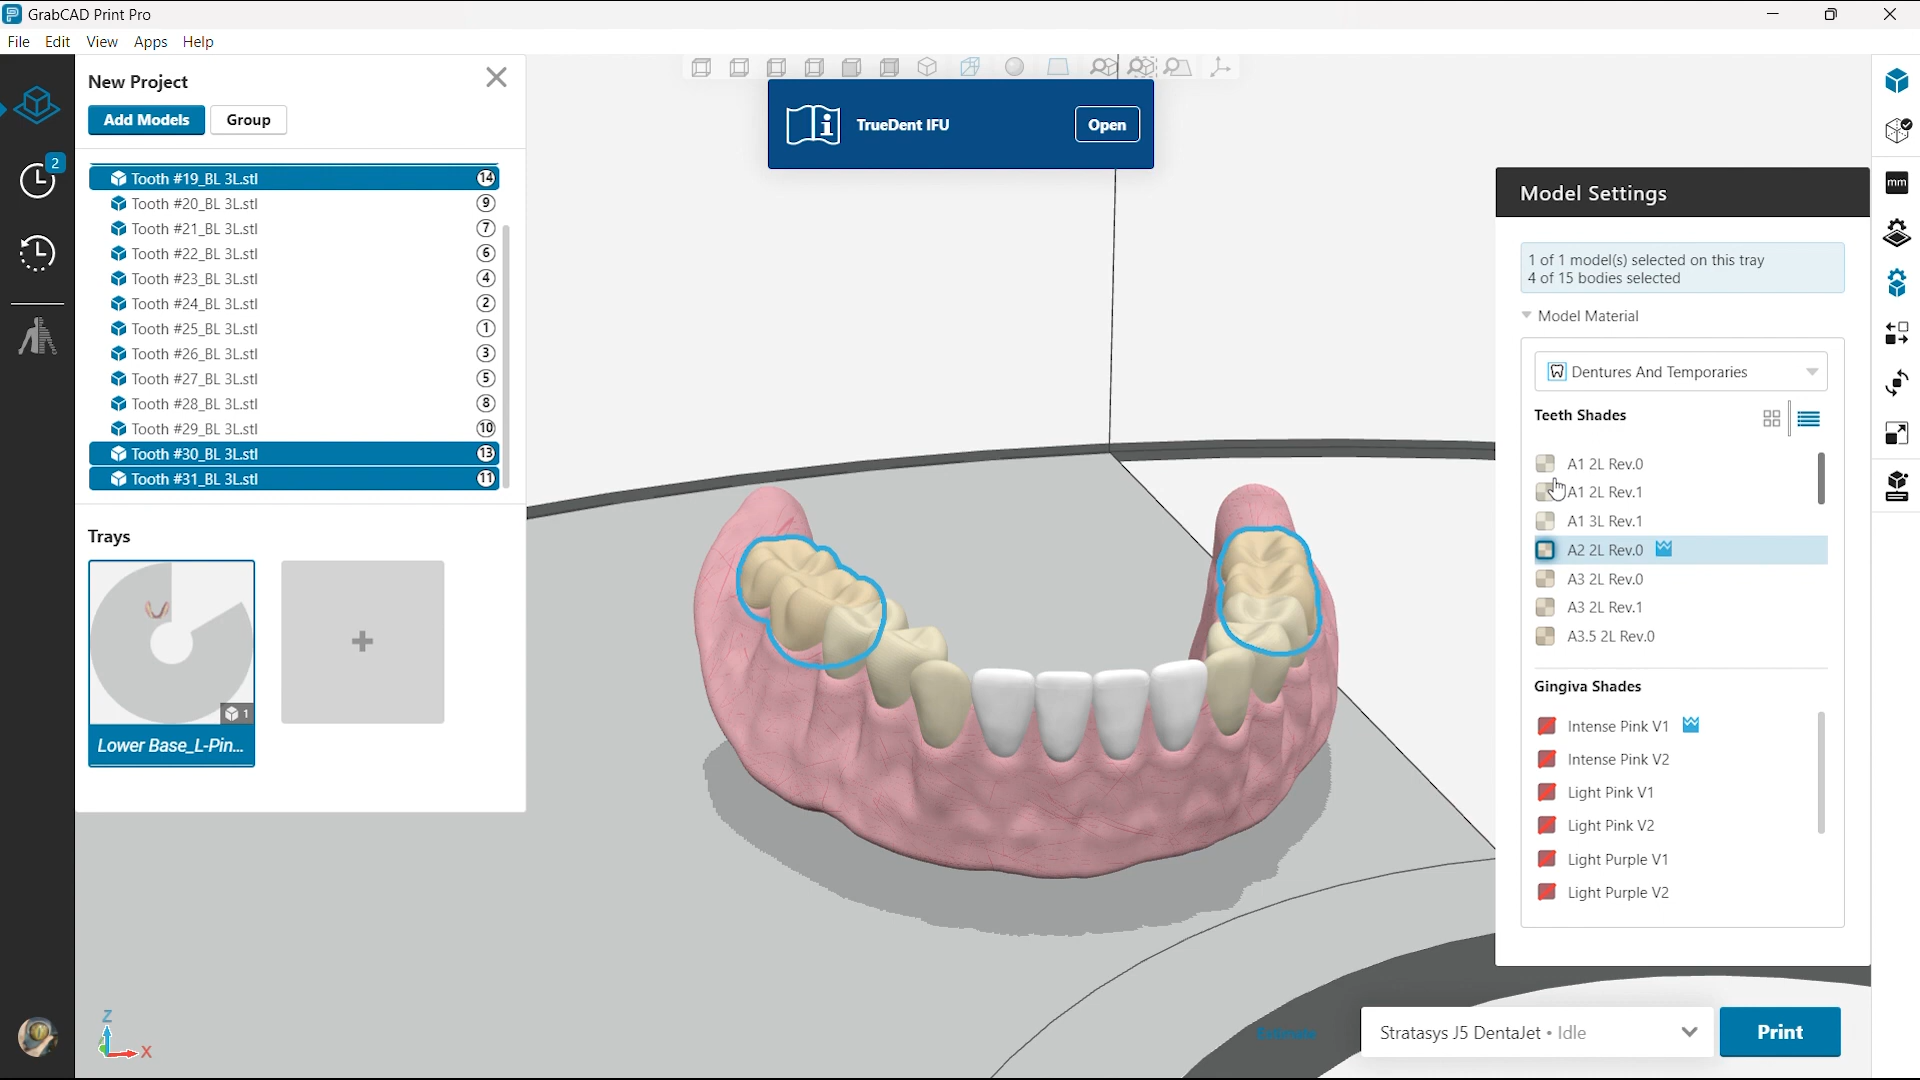 GrabCAD Print Pro
File Edit View Apps Help
New Project
Add Models Group
2
Tooth #19_BL 3L.stl 14
Tooth #20_BL 3L.stl 9
Tooth #21_BL 3L.stl 7
Tooth #22_BL 3L.stl 6
Tooth #23_BL 3L.stl 4
Tooth #24_BL 3L.stl 2
Tooth #25_BL 3L.stl 1
Tooth #26_BL 3L.stl 3
Tooth #27_BL 3L.stl 5
Tooth #28_BL 3L.stl 8
Tooth #29_BL 3L.stl 10
Tooth #30_BL 3L.stl 13
Tooth #31_BL 3L.stl 11
Trays
1
Lower Base_L-Pin...
Z
X
TrueDent IFU
Open
Model Settings
1 of 1 model(s) selected on this tray
4 of 15 bodies selected
Model Material
Dentures And Temporaries
Teeth Shades
A1 2L Rev.0
A1 2L Rev.1
A1 3L Rev.1
A2 2L Rev.0
A3 2L Rev.0
A3 2L Rev.1
A3.5 2L Rev.0
Gingiva Shades
Intense Pink V1
Intense Pink V2
Light Pink V1
Light Pink V2
Light Purple V1
Light Purple V2
mm
Estimate
Stratasys J5 DentaJet • Idle
Print